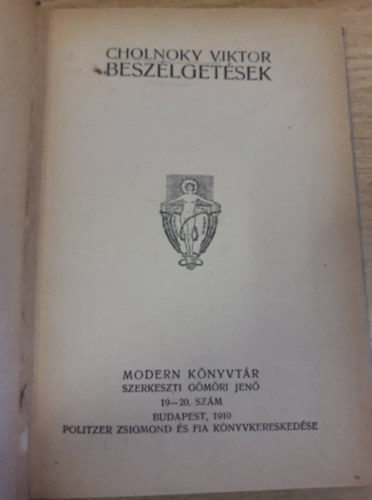 CHOLNOKY VIKTOR
BESZÉLGETÉSEK
MODERN KÖNYVTÁR
SZERKESZTI GÖMÖRI JENŐ
19—20. SZÁM
BUDAPEST, 1910
POLITZER ZSIGMOND ÉS FIA KÖNYVKERESKEDÉSE